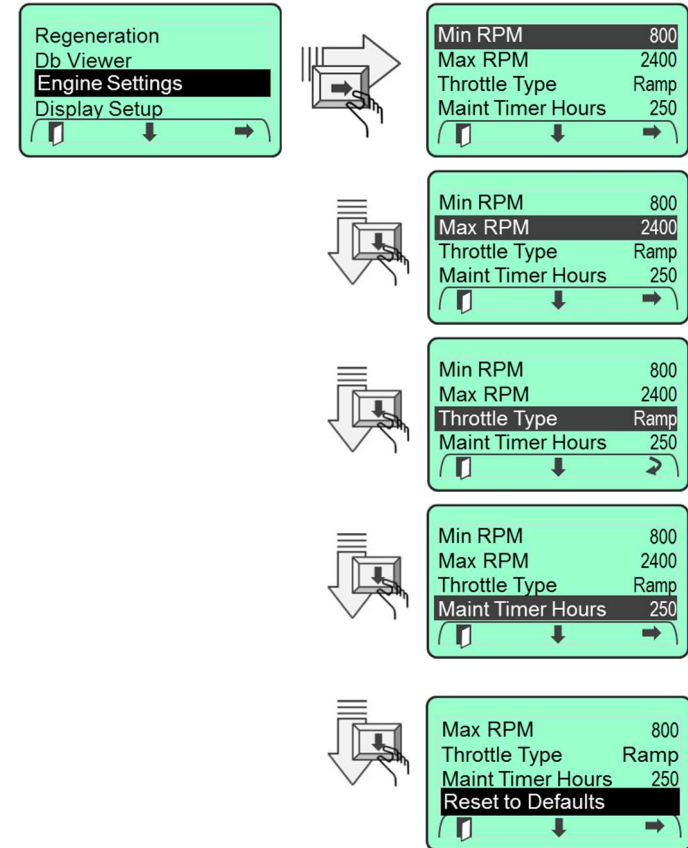 Regeneration
Db Viewer
Engine Settings
Display Setup
Min RPM 800
Max RPM 2400
Throttle Type Ramp
Maint Timer Hours 250
Min RPM 800
Max RPM 2400
Throttle Type Ramp
Maint Timer Hours 250
Min RPM 800
Max RPM 2400
Throttle Type Ramp
Maint Timer Hours 250
Min RPM 800
Max RPM 2400
Throttle Type Ramp
Maint Timer Hours 250
Max RPM 800
Throttle Type Ramp
Maint Timer Hours 250
Reset to Defaults